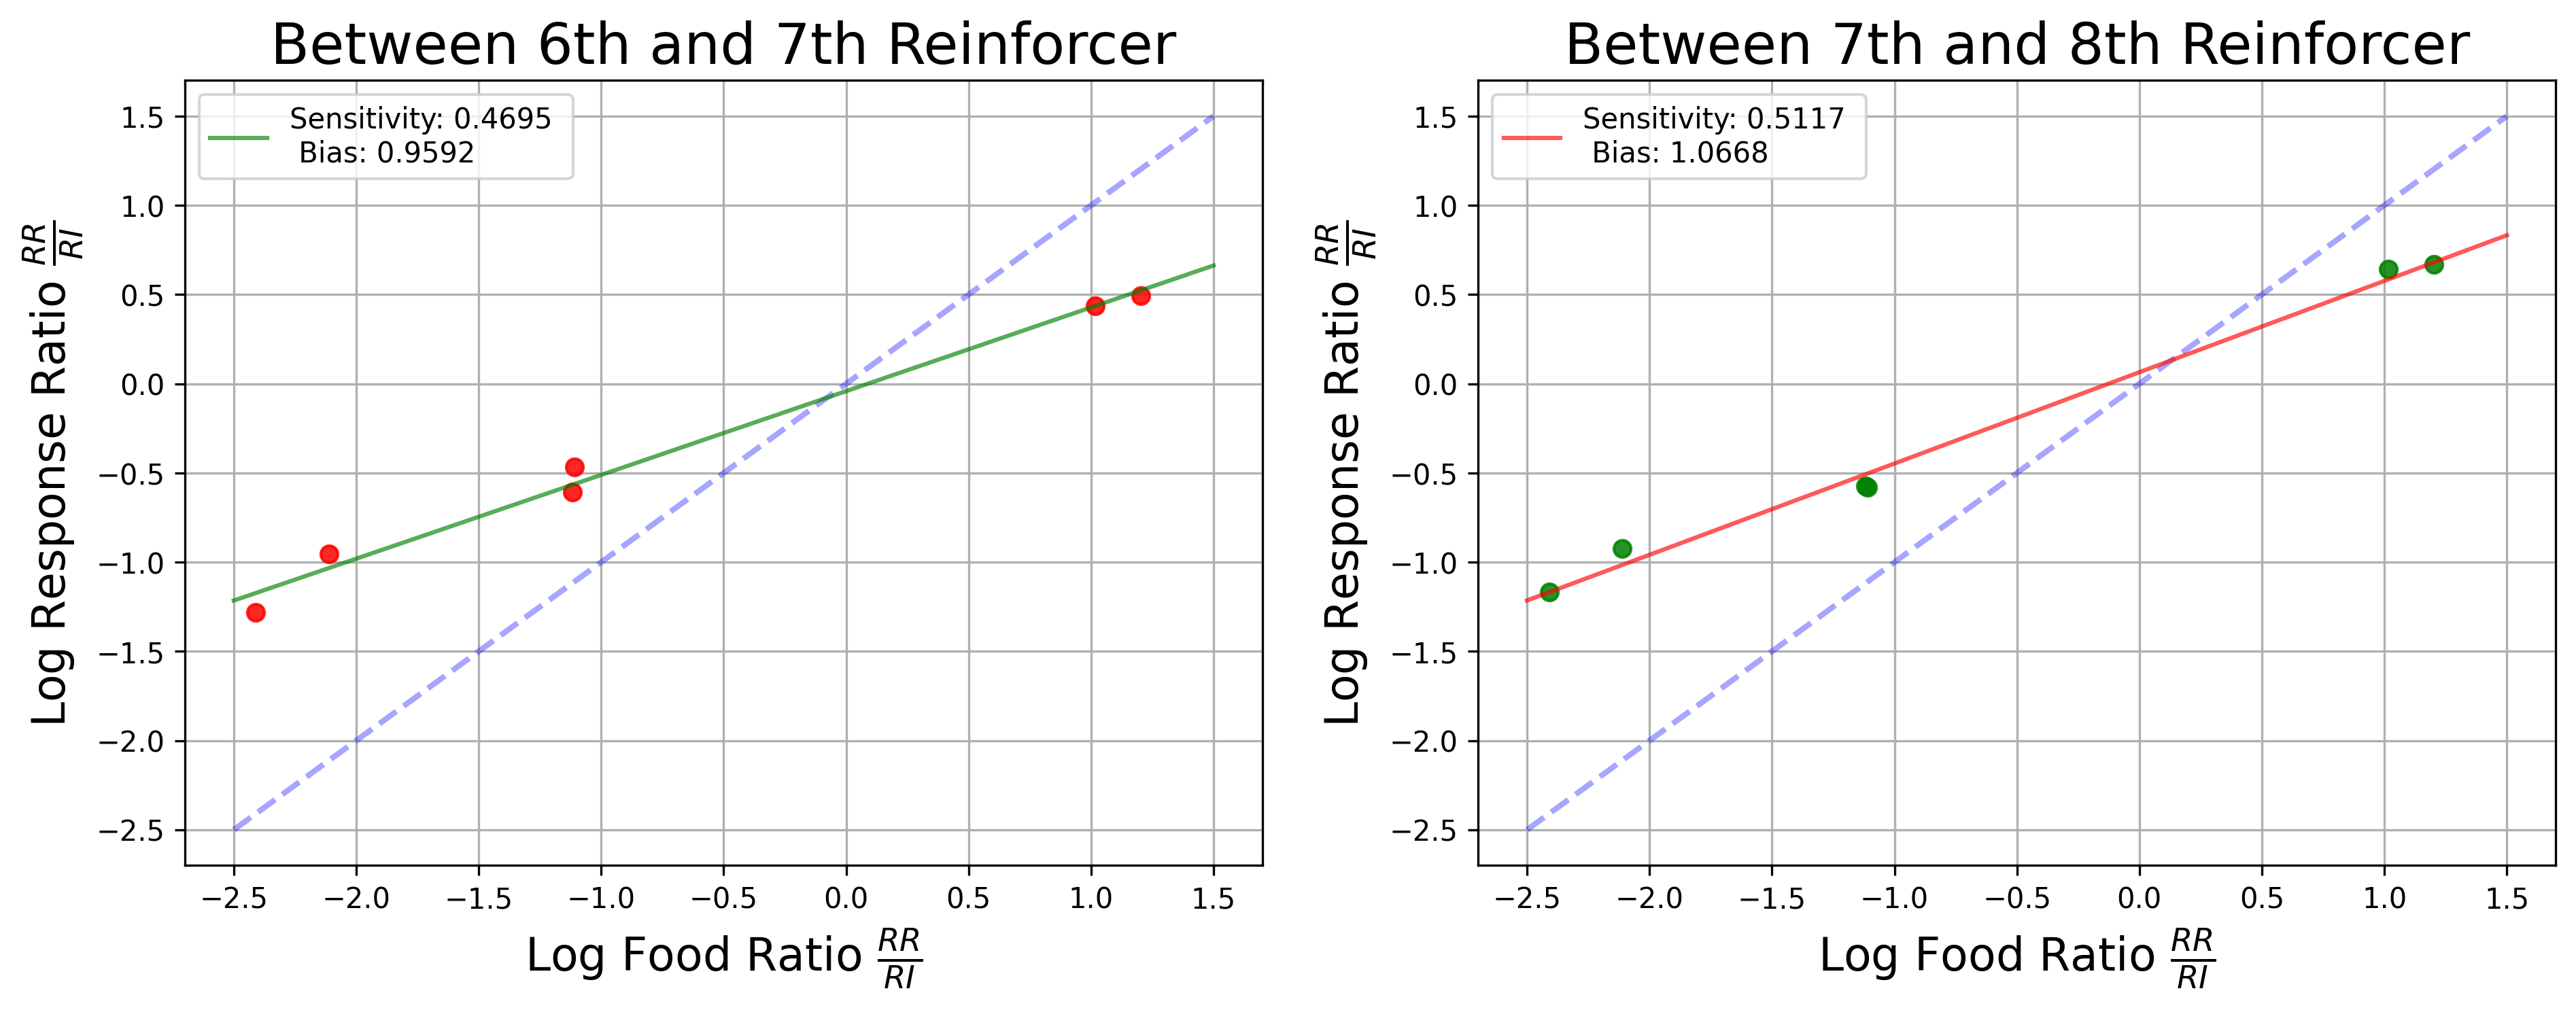 Between 6th and 7th Reinforcer
Sensitivity: 0.4695
Bias: 0.9592
1.5
1.0
0.5
0.0
−0.5
−1.0
−1.5
−2.0
−2.5
Log Response Ratio RR/RI
−2.5 −2.0 −1.5 −1.0 −0.5 0.0 0.5 1.0 1.5
Log Food Ratio RR/RI
Between 7th and 8th Reinforcer
Sensitivity: 0.5117
Bias: 1.0668
1.5
1.0
0.5
0.0
−0.5
−1.0
−1.5
−2.0
−2.5
Log Response Ratio RR/RI
−2.5 −2.0 −1.5 −1.0 −0.5 0.0 0.5 1.0 1.5
Log Food Ratio RR/RI